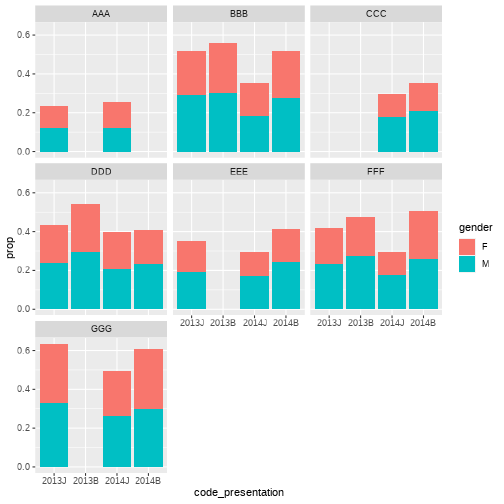 AAA BBB CCC
0.6
0.4
0.2
0.0
DDD EEE FFF
0.6
0.4
0.2
0.0
2013J 2013B 2014J 2014B 2013J 2013B 2014J 2014B
GGG
0.6
0.4
0.2
0.0
2013J 2013B 2014J 2014B
code_presentation
prop
gender
F
M